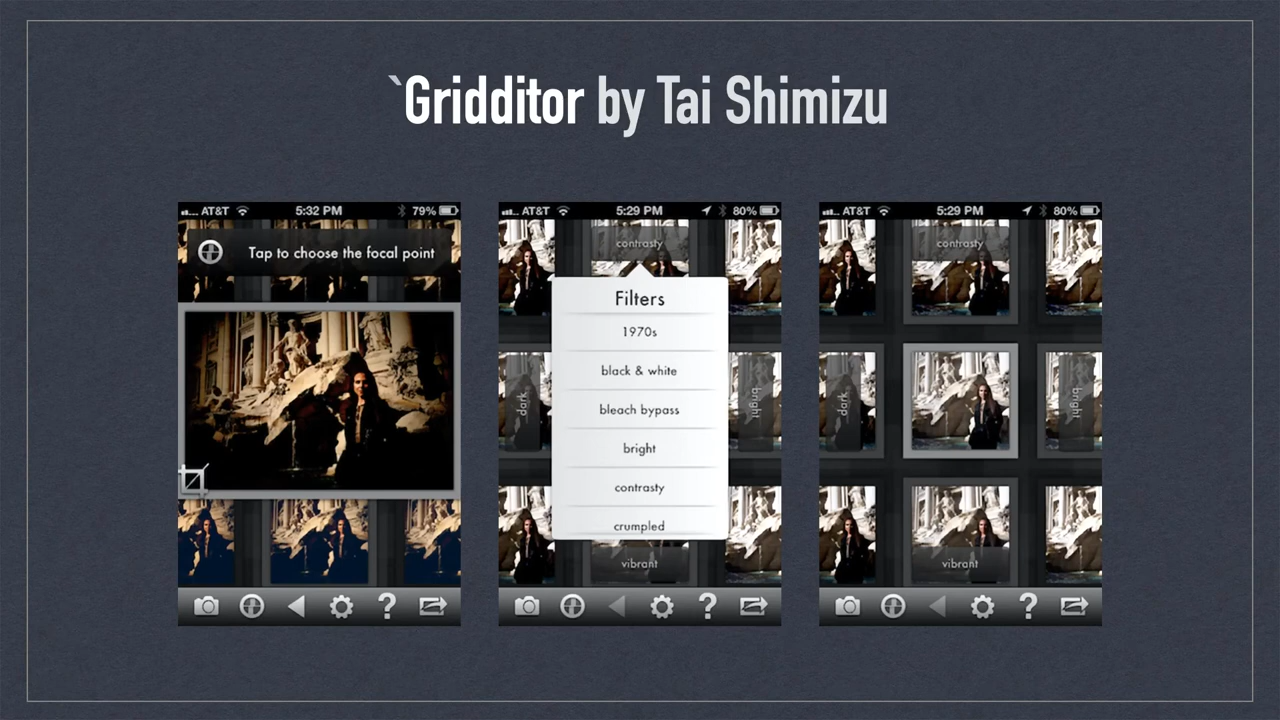 `Gridditor by Tai Shimizu
AT&T 5:32 PM 79%
Tap to choose the focal point
AT&T 5:29 PM 80%
contrasty
Filters
1970s
black & white
bleach bypass
bright
contrasty
crumpled
dark
bright
vibrant
AT&T 5:29 PM 80%
contrasty
dark
bright
vibrant